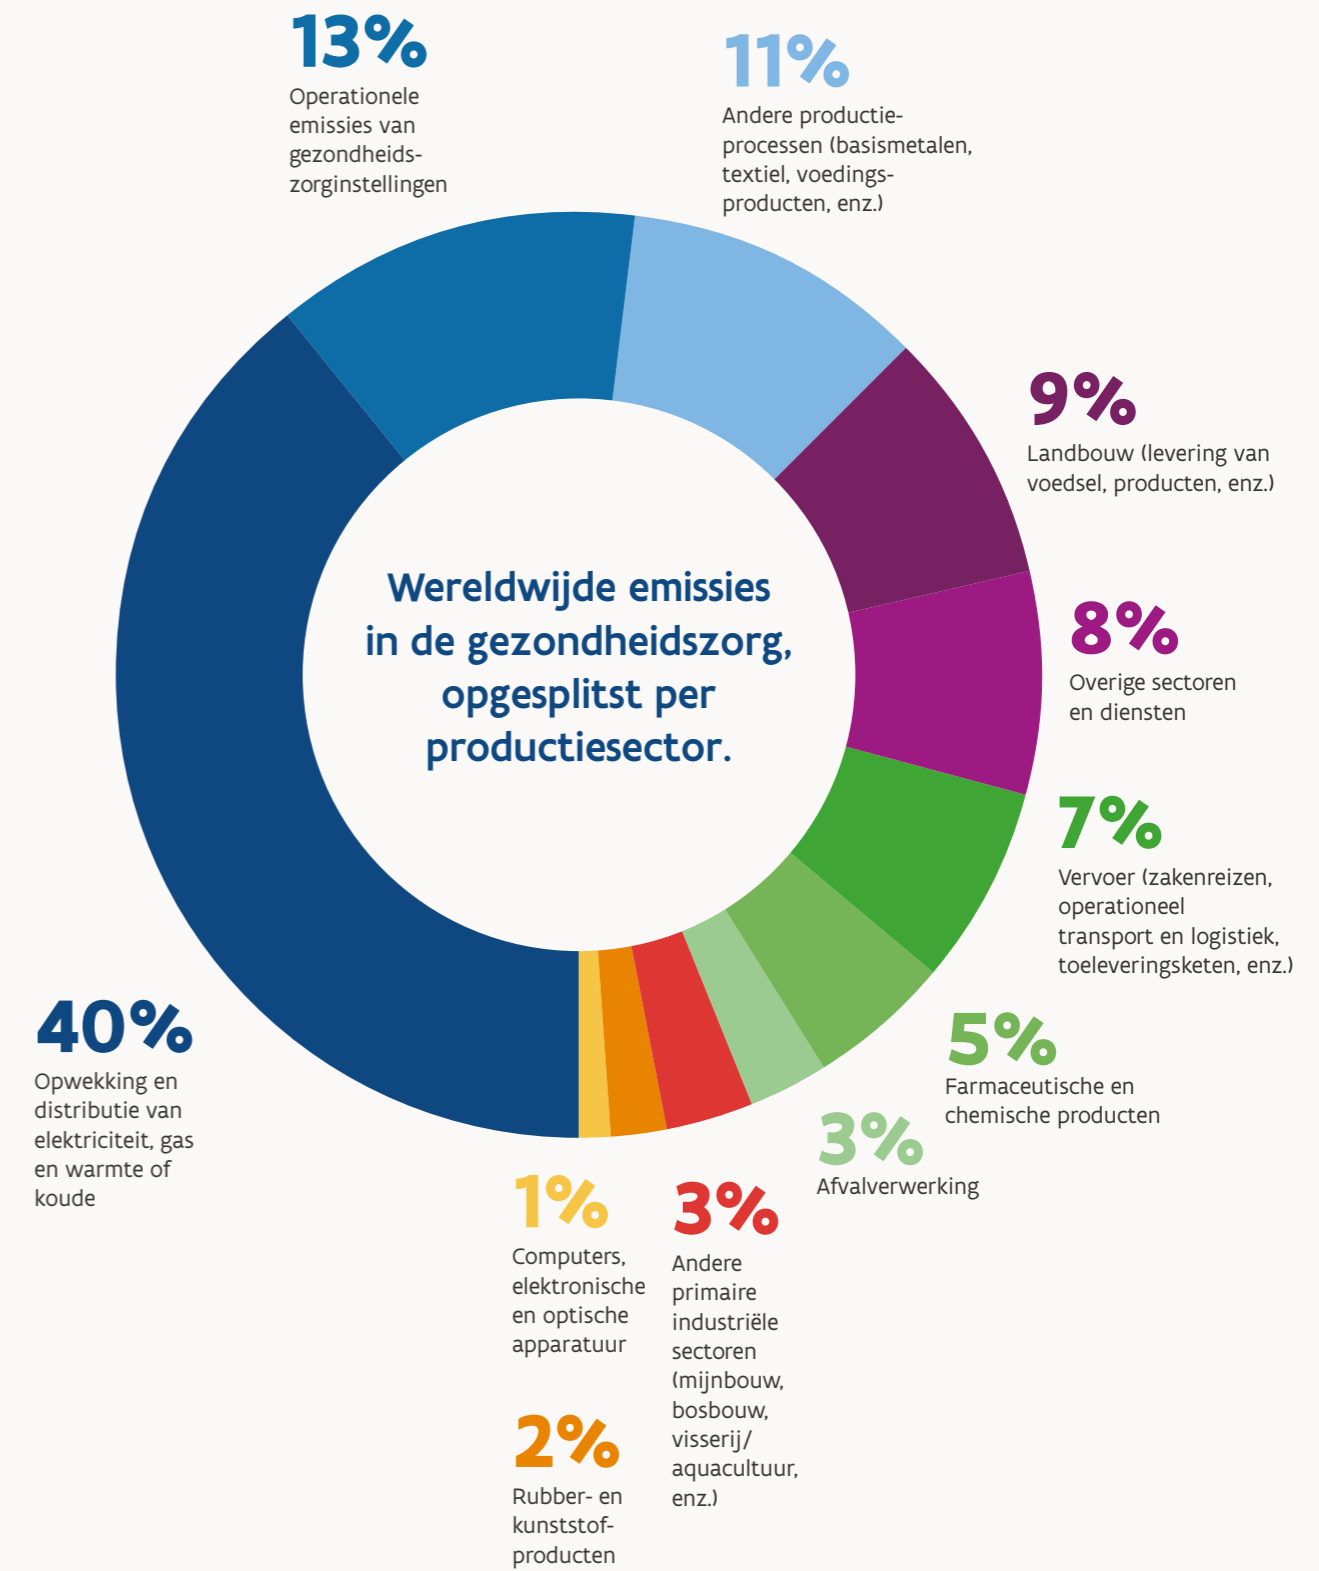 13%
Operationele
emissies van
gezondheids-
zorginstellingen
11%
Andere productie-
processen (basismetalen,
textiel, voedings-
producten, enz.)
9%
Landbouw (levering van
voedsel, producten, enz.)
Wereldwijde emissies
in de gezondheidszorg,
opgesplitst per
productiesector.
8%
Overige sectoren
en diensten
7%
Vervoer (zakenreizen,
operationeel
transport en logistiek,
toeleveringsketen, enz.)
40%
Opwekking en
distributie van
elektriciteit, gas
en warmte of
koude
5%
Farmaceutische en
chemische producten
3%
Afvalverwerking
1%
Computers,
elektronische
en optische
apparatuur
3%
Andere
primaire
industriële
sectoren
(mijnbouw,
bosbouw,
visserij/
aquacultuur,
enz.)
2%
Rubber- en
kunststof-
producten